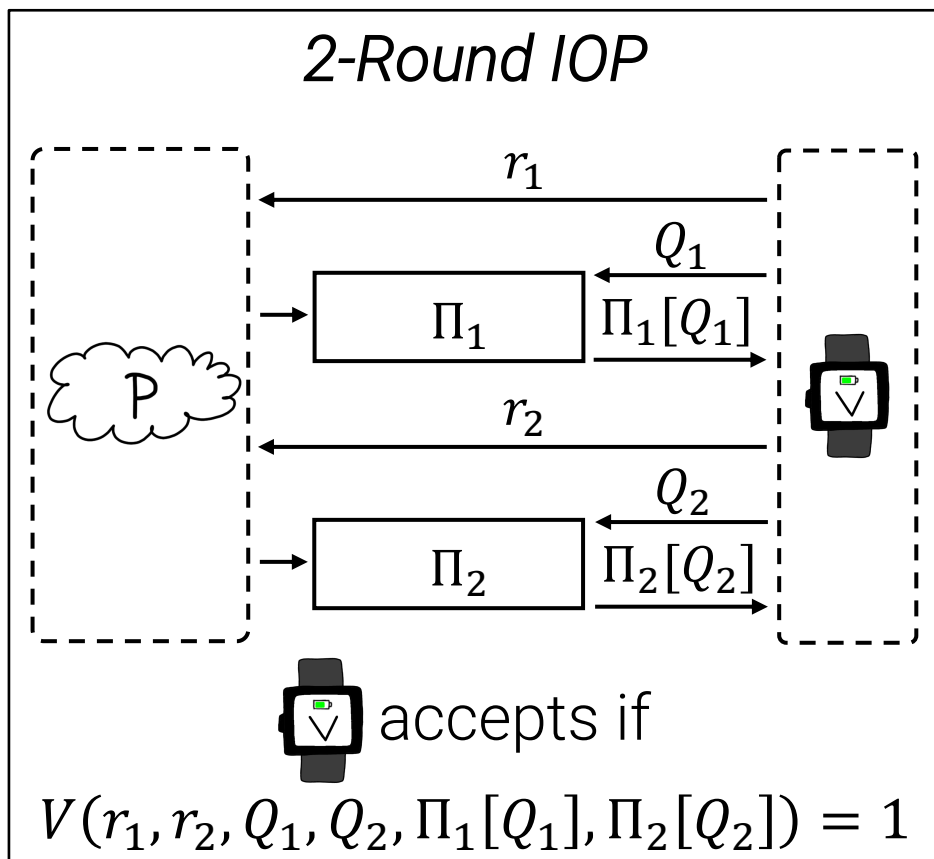 2-Round IOP
r₁
Q₁
Π₁
Π₁[Q₁]
P
V
r₂
Q₂
Π₂
Π₂[Q₂]
V accepts if
V(r₁, r₂, Q₁, Q₂, Π₁[Q₁], Π₂[Q₂]) = 1